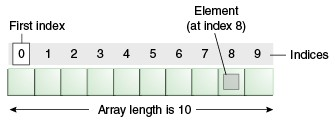 Element
(at index 8)
First index
0 1 2 3 4 5 6 7 8 9 Indices
Array length is 10